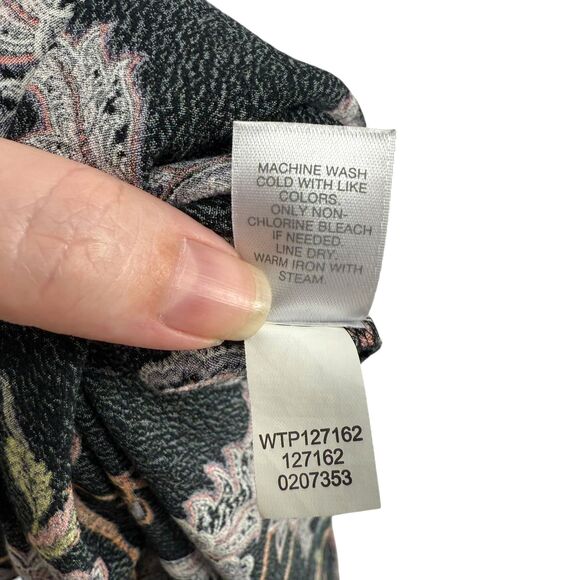 MACHINE WASH
COLD WITH LIKE
COLORS.
ONLY NON-
CHLORINE BLEACH
IF NEEDED.
LINE DRY.
WARM IRON WITH
STEAM.
WTP127162
127162
0207353